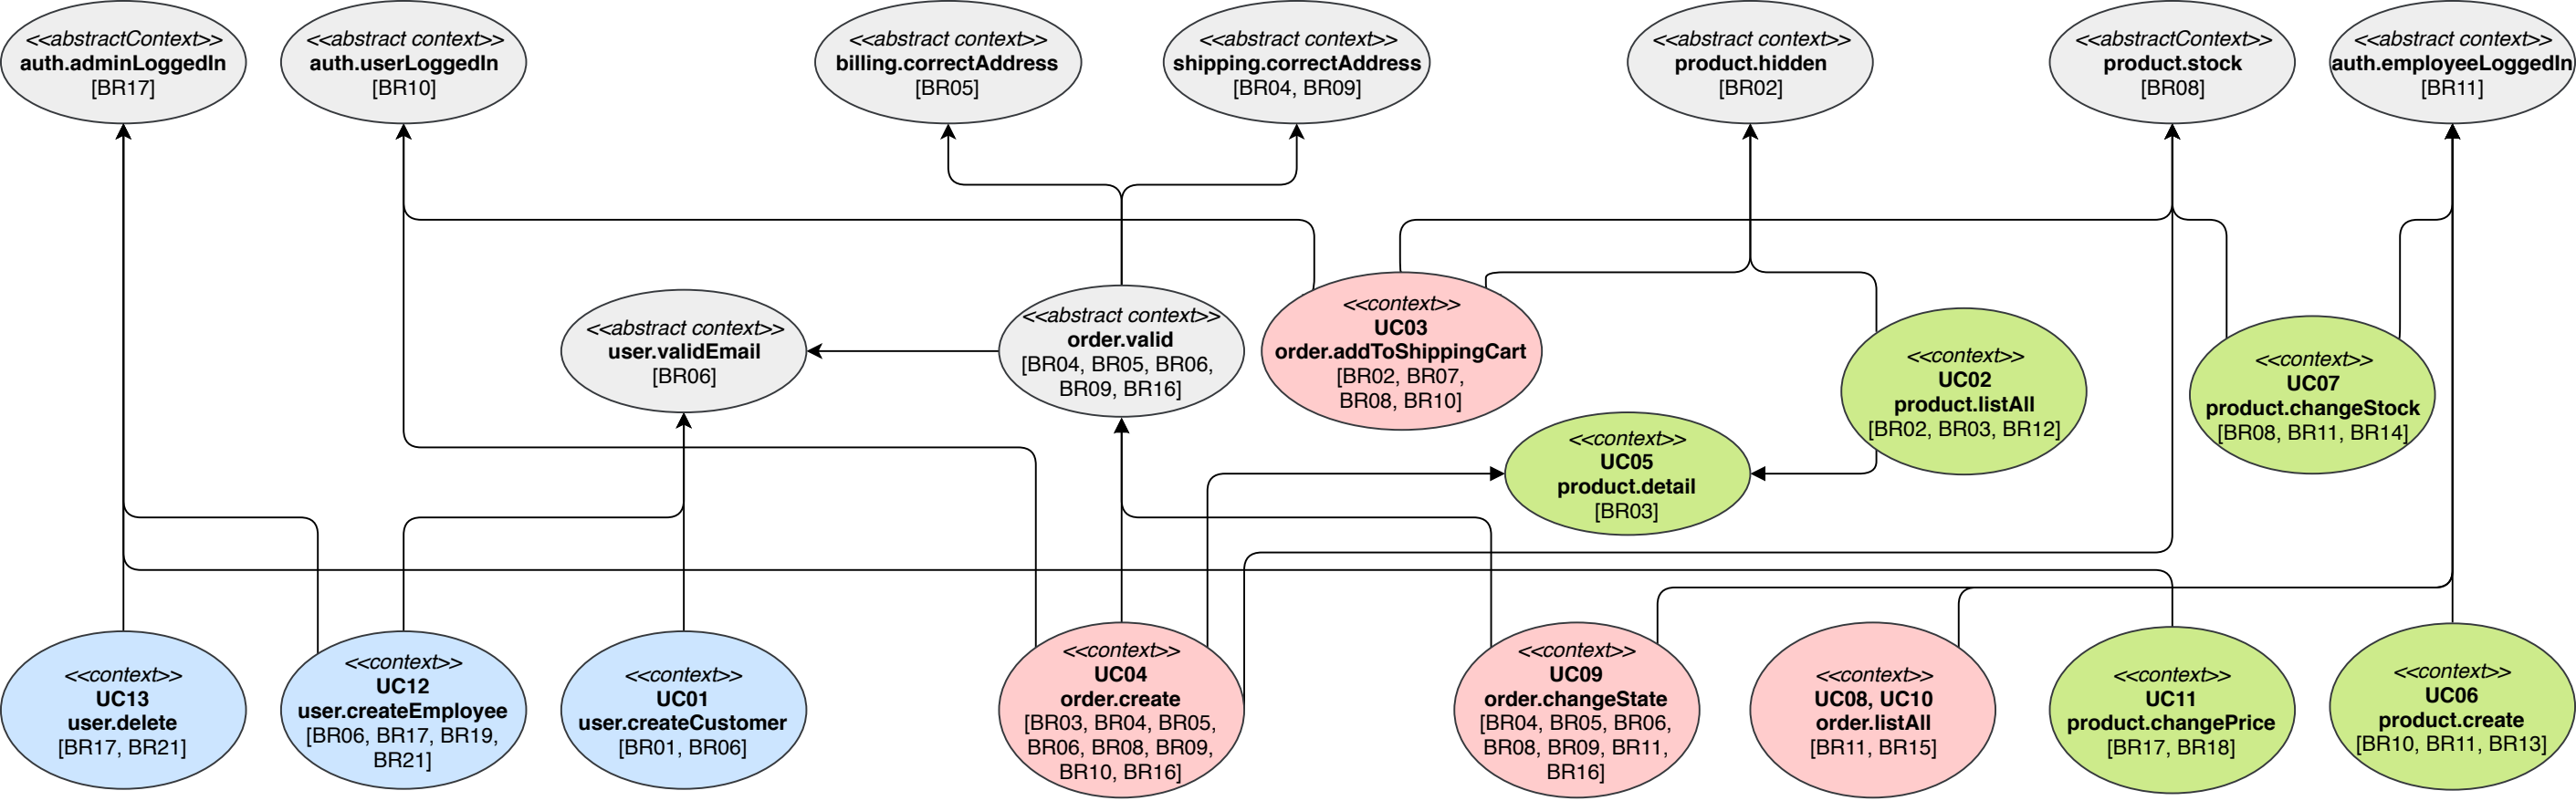 <<abstractContext>>
auth.adminLoggedIn
[BR17]
<<abstract context>>
auth.userLoggedIn
[BR10]
<<abstract context>>
billing.correctAddress
[BR05]
<<abstract context>>
shipping.correctAddress
[BR04, BR09]
<<abstract context>>
product.hidden
[BR02]
<<abstractContext>>
product.stock
[BR08]
<<abstract context>>
auth.employeeLoggedIn
[BR11]
<<abstract context>>
user.validEmail
[BR06]
<<abstract context>>
order.valid
[BR04, BR05, BR06,
BR09, BR16]
<<context>>
UC03
order.addToShippingCart
[BR02, BR07,
BR08, BR10]
<<context>>
UC02
product.listAll
[BR02, BR03, BR12]
<<context>>
UC07
product.changeStock
[BR08, BR11, BR14]
<<context>>
UC05
product.detail
[BR03]
<<context>>
UC13
user.delete
[BR17, BR21]
<<context>>
UC12
user.createEmployee
[BR06, BR17, BR19,
BR21]
<<context>>
UC01
user.createCustomer
[BR01, BR06]
<<context>>
UC04
order.create
[BR03, BR04, BR05,
BR06, BR08, BR09,
BR10, BR16]
<<context>>
UC09
order.changeState
[BR04, BR05, BR06,
BR08, BR09, BR11,
BR16]
<<context>>
UC08, UC10
order.listAll
[BR11, BR15]
<<context>>
UC11
product.changePrice
[BR17, BR18]
<<context>>
UC06
product.create
[BR10, BR11, BR13]